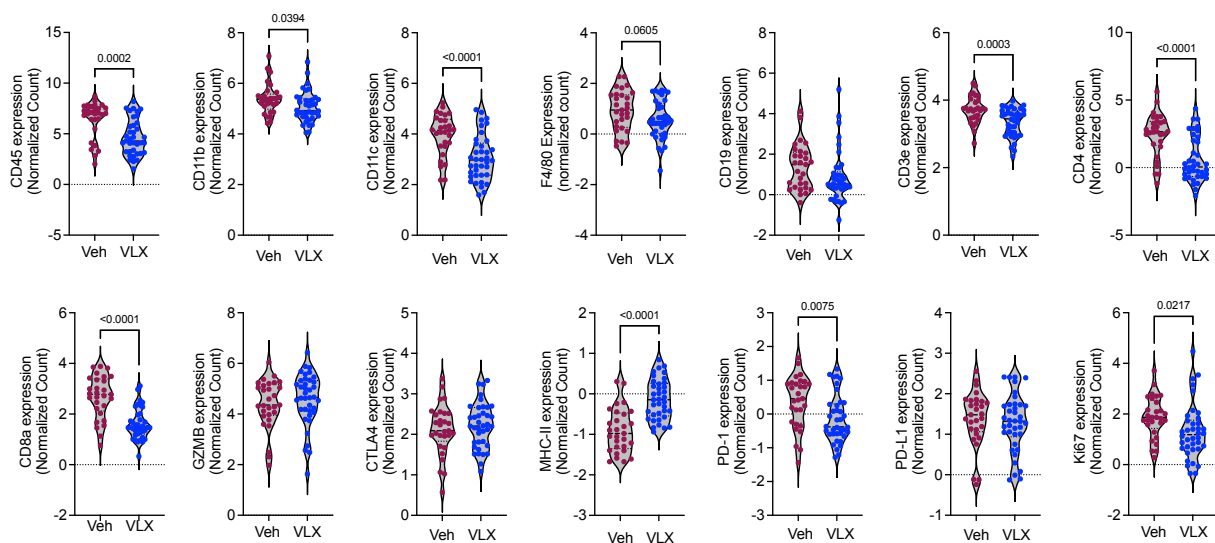 CD45 expression
(Normalized Count)
15
10
5
0
-5
0.0002
Veh VLX
CD11b expression
(Normalized Count)
8
6
4
2
0
0.0394
Veh VLX
CD11c expression
(Normalized Count)
8
6
4
2
0
<0.0001
Veh VLX
F4/80 Expression
(normalized count)
4
2
0
-2
-4
0.0605
Veh VLX
CD19 expression
(Normalized Count)
8
6
4
2
0
-2
Veh VLX
CD3e expression
(Normalized Count)
6
4
2
0
0.0003
Veh VLX
CD4 expression
(Normalized Count)
10
5
0
-5
<0.0001
Veh VLX
CD8a expression
(Normalized Count)
6
4
2
0
-2
<0.0001
Veh VLX
GZMB expression
(Normalized Count)
8
6
4
2
0
Veh VLX
CTLA4 expression
(Normalized Count)
5
4
3
2
1
0
Veh VLX
MHC-II expression
(Normalized Count)
2
1
0
-1
-2
-3
<0.0001
Veh VLX
PD-1 expression
(Normalized Count)
3
2
1
0
-1
-2
-3
0.0075
Veh VLX
PD-L1 expression
(Normalized Count)
4
3
2
1
0
-1
Veh VLX
Ki67 expression
(Normalized Count)
6
4
2
0
-2
0.0217
Veh VLX